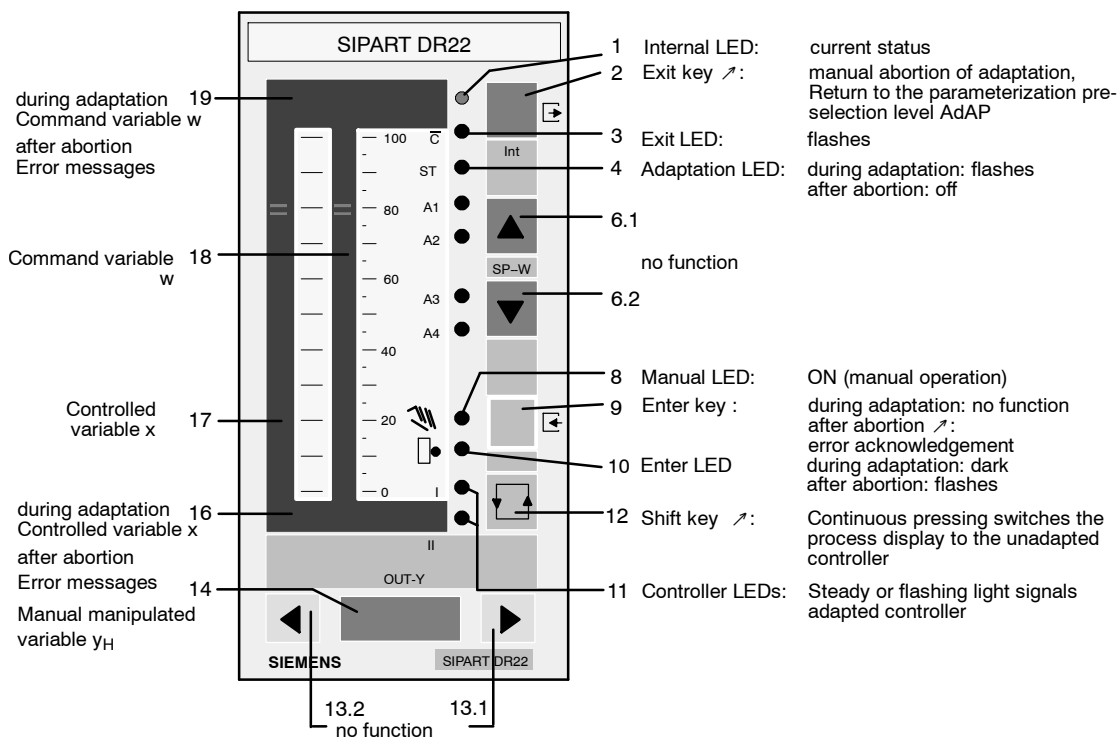 SIPART DR22
during adaptation 19
Command variable w
after abortion
Error messages
Command variable 18
w
Controlled 17
variable x
during adaptation 16
Controlled variable x
after abortion
Error messages 14
Manual manipulated
variable yH
100
80
60
40
20
0
C̅
ST
A1
A2
A3
A4
I
II
Int
SP–W
OUT-Y
SIEMENS
SIPART DR22
13.2 13.1
no function
1 Internal LED: current status
2 Exit key ↗: manual abortion of adaptation,
Return to the parameterization pre-
selection level AdAP
3 Exit LED: flashes
4 Adaptation LED: during adaptation: flashes
after abortion: off
6.1
no function
6.2
8 Manual LED: ON (manual operation)
9 Enter key : during adaptation: no function
after abortion ↗:
error acknowledgement
10 Enter LED during adaptation: dark
after abortion: flashes
12 Shift key ↗: Continuous pressing switches the
process display to the unadapted
controller
11 Controller LEDs: Steady or flashing light signals
adapted controller